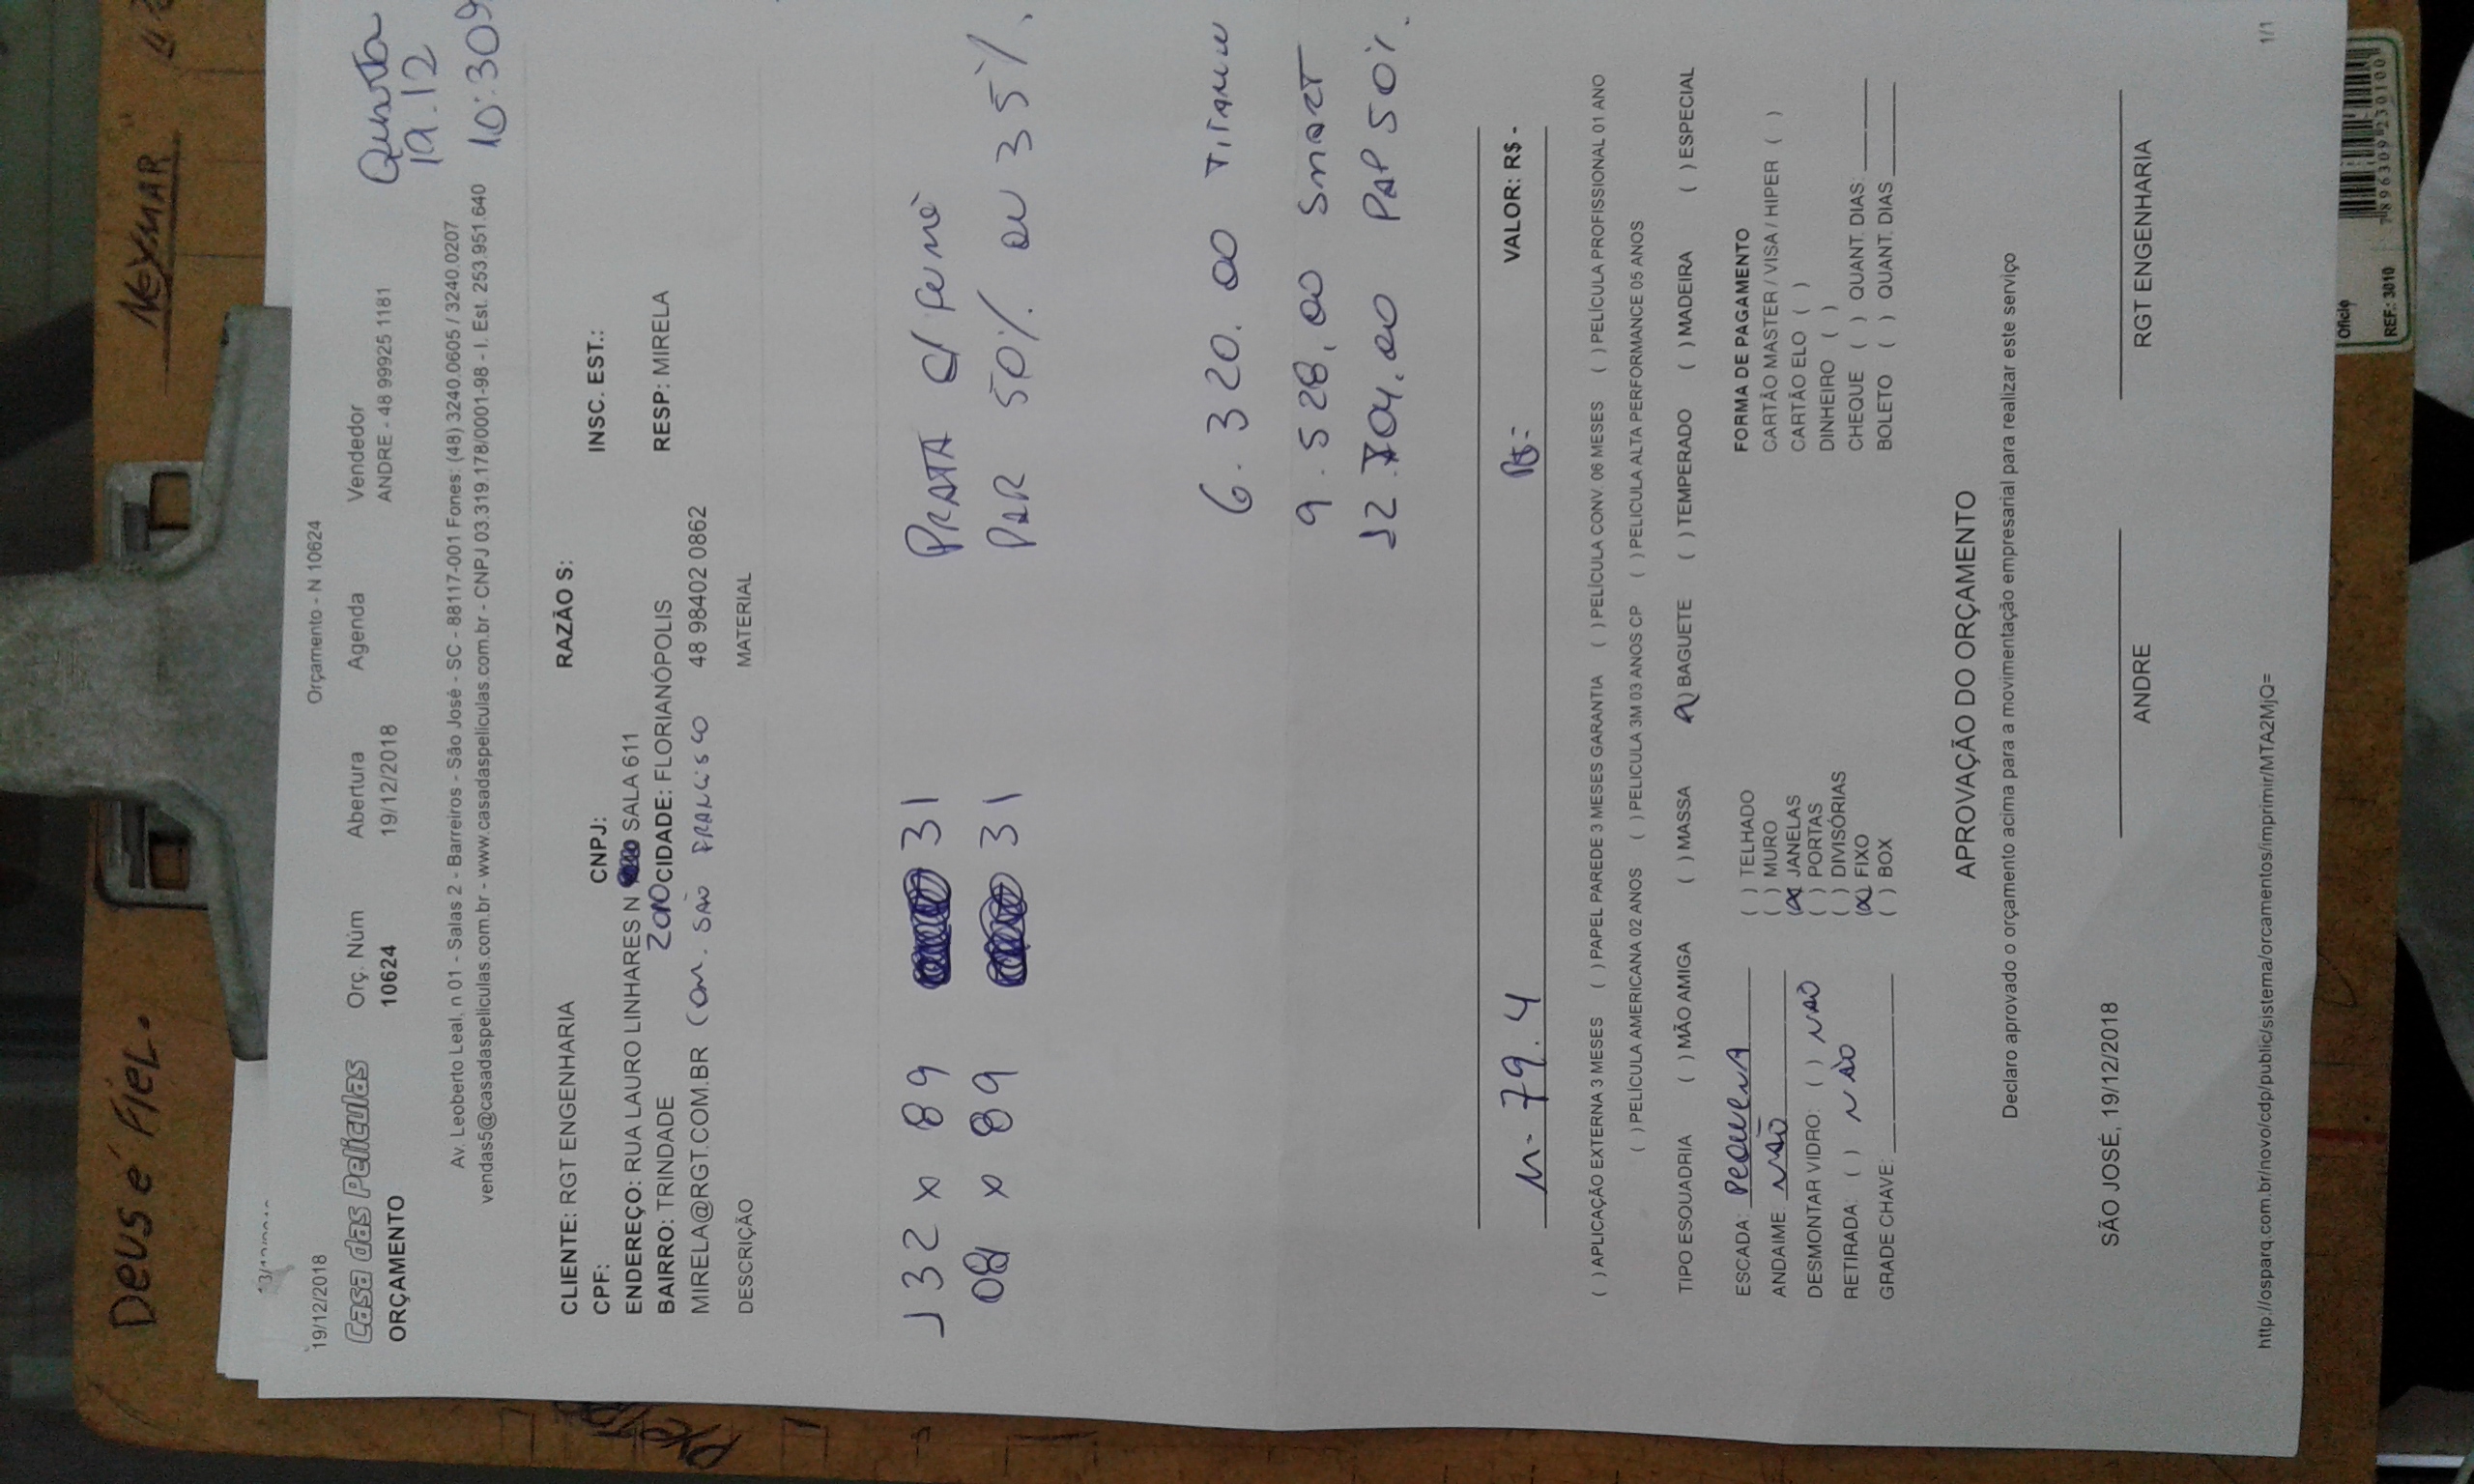 Deus é Fiel.
NEYMAR
19/12/2018
Orçamento - N 10624
Quarta
19.12
10:30
Casa das Películas
ORÇAMENTO
Orç. Núm
10624
Abertura
19/12/2018
Agenda
Vendedor
ANDRE - 48 99925 1181
Av. Leoberto Leal, n 01 - Salas 2 - Barreiros - São José - SC - 88117-001 Fones: (48) 3240.0605 / 3240.0207
vendas5@casadaspeliculas.com.br - www.casadaspeliculas.com.br - CNPJ 03.319.178/0001-98 - I. Est. 253.951.640
CLIENTE: RGT ENGENHARIA RAZÃO S:
CPF: CNPJ: INSC. EST.:
ENDEREÇO: RUA LAURO LINHARES N SALA 611
BAIRRO: TRINDADE 2010 CIDADE: FLORIANÓPOLIS RESP: MIRELA
MIRELA@RGT.COM.BR Com. SÃO FRANCISCO 48 98402 0862
DESCRIÇÃO MATERIAL
132 x 89 31 PRATA C/ FUMÊ
081 x 89 31 PAR 50% OU 35%
6.320.00 TITANIU
9.528,00 SMART
12.704,00 PAP 50%.
M- 79.4 VALOR: R$ -
( ) APLICAÇÃO EXTERNA 3 MESES ( ) PAPEL PAREDE 3 MESES GARANTIA ( ) PELÍCULA CONV. 06 MESES ( ) PELÍCULA PROFISSIONAL 01 ANO
( ) PELÍCULA AMERICANA 02 ANOS ( ) PELICULA 3M 03 ANOS CP ( ) PELICULA ALTA PERFORMANCE 05 ANOS
TIPO ESQUADRIA ( ) MÃO AMIGA ( ) MASSA ) BAGUETE ( ) TEMPERADO ( ) MADEIRA ( ) ESPECIAL
ESCADA: PEQUENA
ANDAIME NÃO
DESMONTAR VIDRO: ( ) NÃO
RETIRADA: ( ) NÃO
GRADE CHAVE:
( ) TELHADO
( ) MURO
(X) JANELAS
( ) PORTAS
( ) DIVISÓRIAS
(X) FIXO
( ) BOX
FORMA DE PAGAMENTO
CARTÃO MASTER / VISA / HIPER ( )
CARTÃO ELO ( )
DINHEIRO ( )
CHEQUE ( ) QUANT. DIAS:
BOLETO ( ) QUANT. DIAS
APROVAÇÃO DO ORÇAMENTO
Declaro aprovado o orçamento acima para a movimentação empresarial para realizar este serviço
SÃO JOSÉ, 19/12/2018
ANDRE
RGT ENGENHARIA
http://osparq.com.br/novo/cdp/public/sistema/orcamentos/imprimir/MTA2MjQ=
1/1
Ofício
REF.: 3010
7896309230100